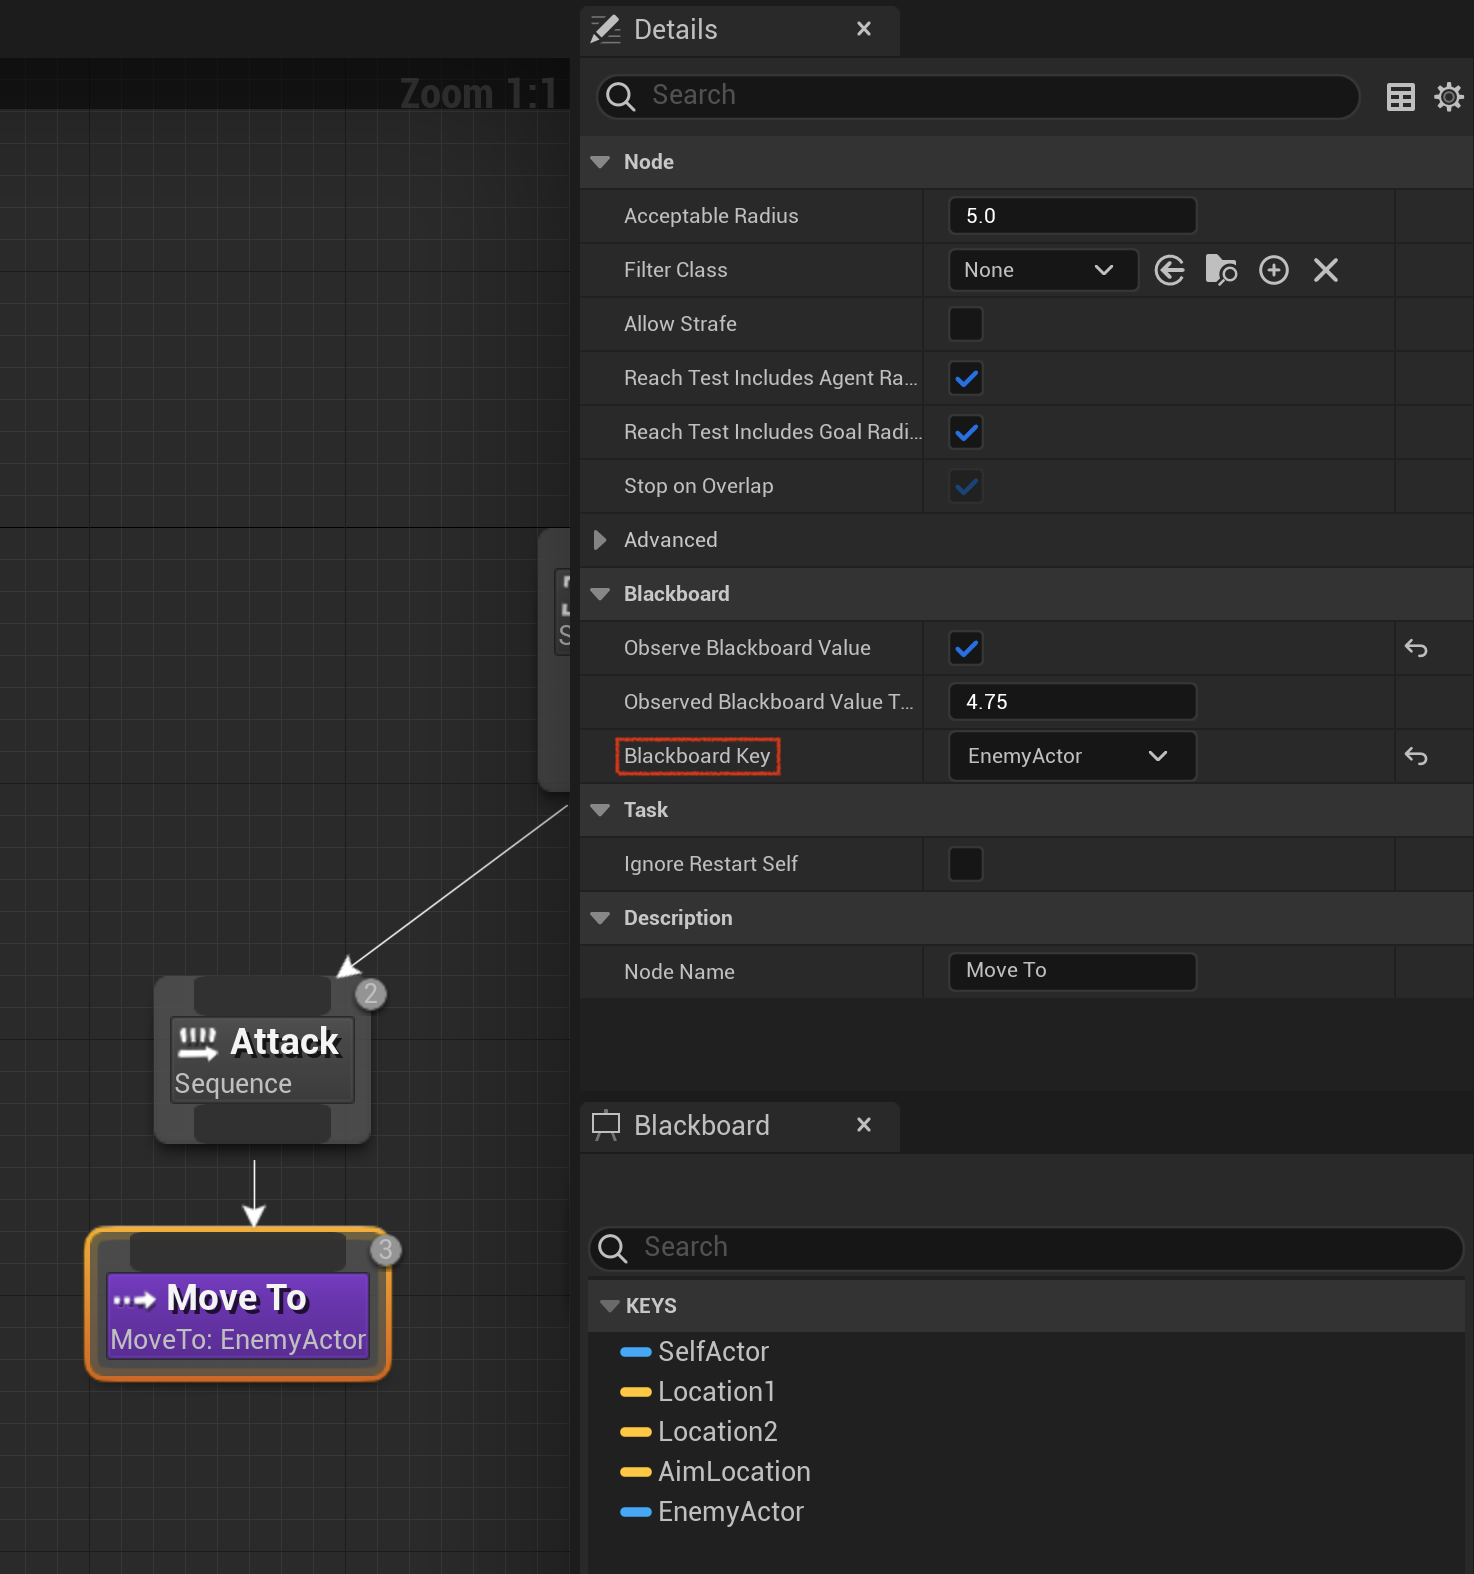 Zoom 1:1
S
2
Attack
Sequence
3
Move To
MoveTo: EnemyActor
Details
Search
Node
Acceptable Radius 5.0
Filter Class None
Allow Strafe
Reach Test Includes Agent Ra...
Reach Test Includes Goal Radi...
Stop on Overlap
Advanced
Blackboard
Observe Blackboard Value
Observed Blackboard Value T... 4.75
Blackboard Key EnemyActor
Task
Ignore Restart Self
Description
Node Name Move To
Blackboard
Search
KEYS
SelfActor
Location1
Location2
AimLocation
EnemyActor